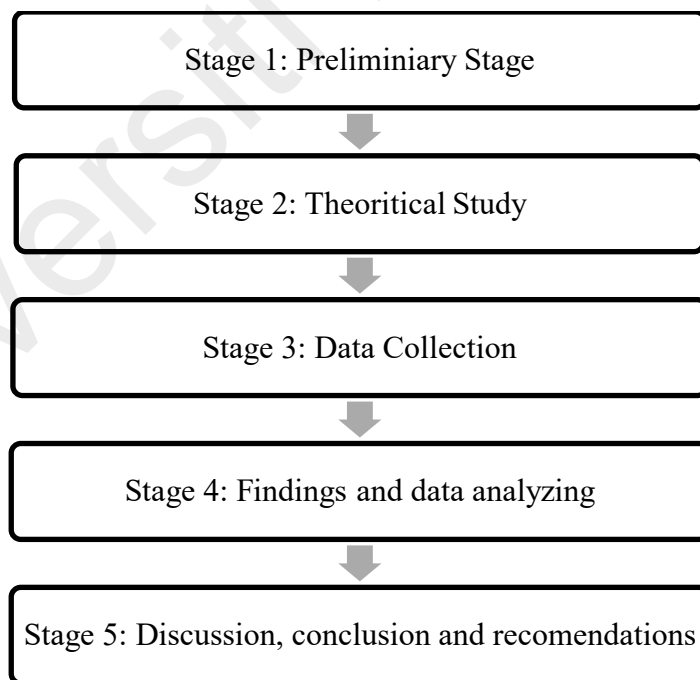 versiti
Stage 1: Preliminiary Stage
Stage 2: Theoritical Study
Stage 3: Data Collection
Stage 4: Findings and data analyzing
Stage 5: Discussion, conclusion and recomendations